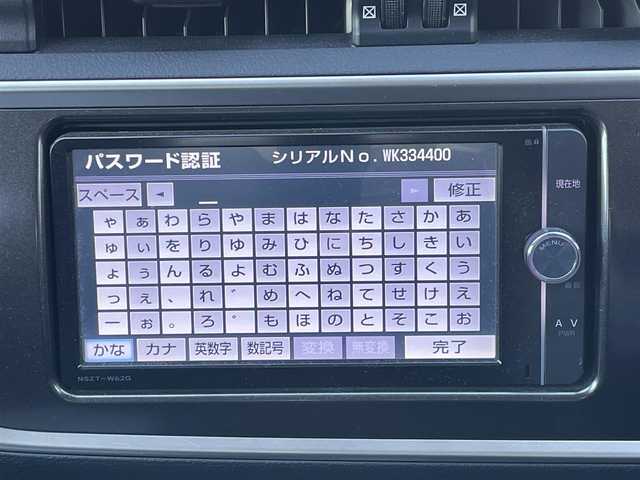 パスワード認証 シリアルNo. WK334400
スペース ◄ ► 修正
ゃ ぁ わ ら や ま は な た さ か あ
ゅ ぃ を り ゆ み ひ に ち し き い
ょ ぅ ん る よ む ふ ぬ つ す く う
っ ぇ 、 れ ゛ め へ ね て せ け え
ー ぉ 。 ろ ゜ も ほ の と そ こ お
かな カナ 英数字 数記号 変換 無変換 完了
現在地
MENU
画面
AV
PWR
NSZT-W62G